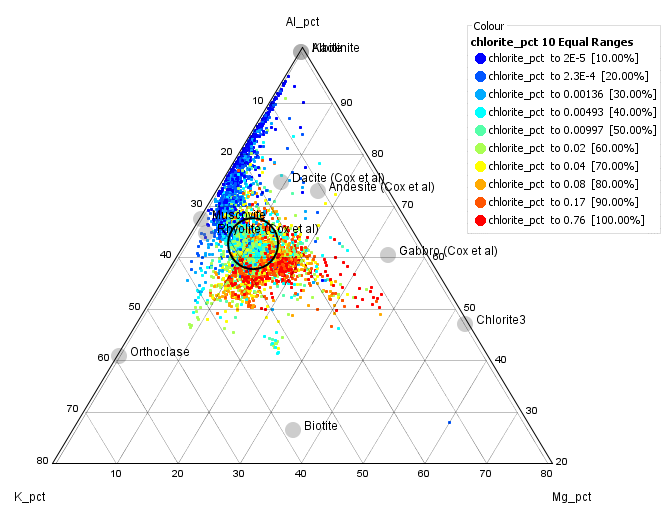 Al_pct
Kaolinite
Albite
10
90
20
80
Dacite (Cox et al)
Andesite (Cox et al)
30
70
Muscovite
Rhyolite (Cox et al)
40
60
Gabbro (Cox et al)
50
50
Chlorite3
60
Orthoclase
40
70
30
Biotite
80
20
10
20
30
40
50
60
70
80
K_pct
Mg_pct
Colour
chlorite_pct 10 Equal Ranges
chlorite_pct to 2E-5 [10.00%]
chlorite_pct to 2.3E-4 [20.00%]
chlorite_pct to 0.00136 [30.00%]
chlorite_pct to 0.00493 [40.00%]
chlorite_pct to 0.00997 [50.00%]
chlorite_pct to 0.02 [60.00%]
chlorite_pct to 0.04 [70.00%]
chlorite_pct to 0.08 [80.00%]
chlorite_pct to 0.17 [90.00%]
chlorite_pct to 0.76 [100.00%]